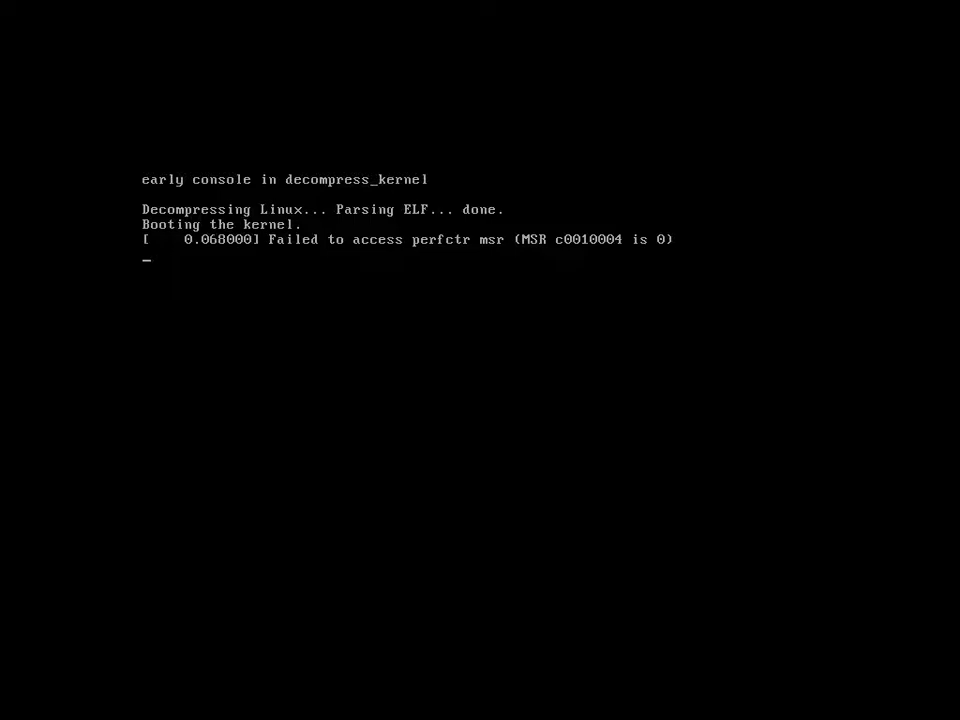 early console in decompress_kernel
Decompressing Linux... Parsing ELF... done.
Booting the kernel.
[    0.068000] Failed to access perfctr msr (MSR c0010004 is 0)
_